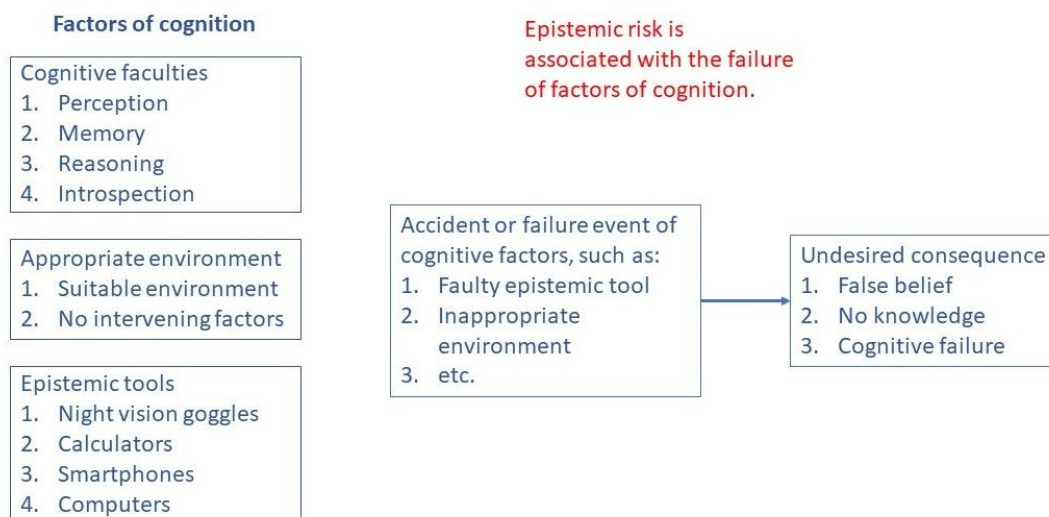 Factors of cognition
Cognitive faculties
1. Perception
2. Memory
3. Reasoning
4. Introspection
Appropriate environment
1. Suitable environment
2. No intervening factors
Epistemic tools
1. Night vision goggles
2. Calculators
3. Smartphones
4. Computers
Epistemic risk is
associated with the failure
of factors of cognition.
Accident or failure event of
cognitive factors, such as:
1. Faulty epistemic tool
2. Inappropriate
environment
3. etc.
Undesired consequence
1. False belief
2. No knowledge
3. Cognitive failure